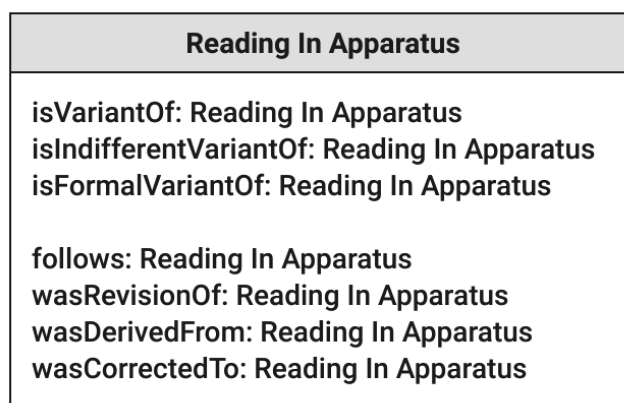 Reading In Apparatus
isVariantOf: Reading In Apparatus
isIndifferentVariantOf: Reading In Apparatus
isFormalVariantOf: Reading In Apparatus
follows: Reading In Apparatus
wasRevisionOf: Reading In Apparatus
wasDerivedFrom: Reading In Apparatus
wasCorrectedTo: Reading In Apparatus